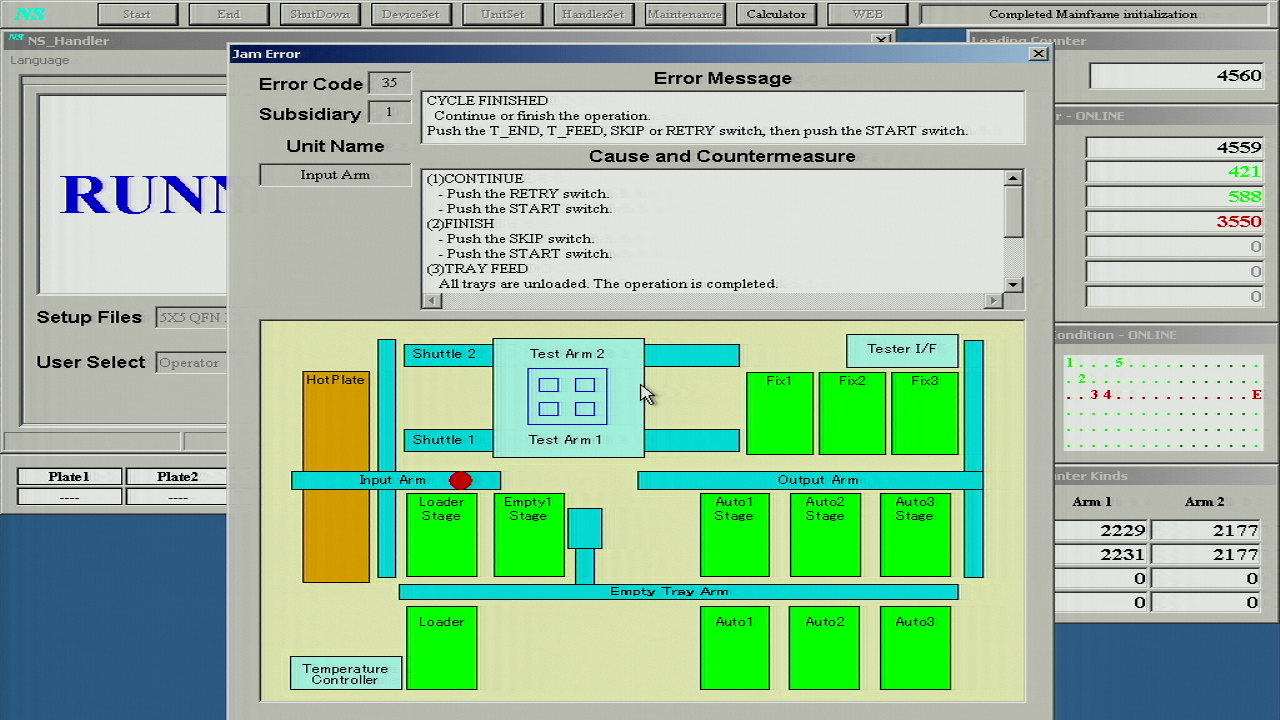 NS
Start
End
ShutDown
DeviceSet
UnitSet
HandlerSet
Maintenance
Calculator
WEB
Completed Mainframe initialization
NS NS_Handler
Language
RUNN
Setup Files
5X5 QFN
User Select
Operator
Plate1 Plate2
---- ----
Jam Error
Error Code 35
Subsidiary 1
Unit Name
Input Arm
Error Message
CYCLE FINISHED
Continue or finish the operation.
Push the T_END, T_FEED, SKIP or RETRY switch, then push the START switch.
Cause and Countermeasure
(1)CONTINUE
- Push the RETRY switch.
- Push the START switch.
(2)FINISH
- Push the SKIP switch.
- Push the START switch.
(3)TRAY FEED
All trays are unloaded. The operation is completed.
Shuttle 2
Test Arm 2
Tester I/F
HotPlate
Fix1 Fix2 Fix3
Shuttle 1
Test Arm 1
Input Arm
Output Arm
Loader Stage
Empty1 Stage
Auto1 Stage
Auto2 Stage
Auto3 Stage
Empty Tray Arm
Loader
Auto1
Auto2
Auto3
Temperature
Controller
Loading Counter
4560
r - ONLINE
4559
421
588
3550
0
0
0
ondition - ONLINE
1 . . . 5 . . . . . . . . . . .
. 2 . . . . . . . . . . . . . .
. . 3 4 . . . . . . . . . . . E
unter Kinds
Arm 1 Arm 2
2229 2177
2231 2177
0 0
0 0